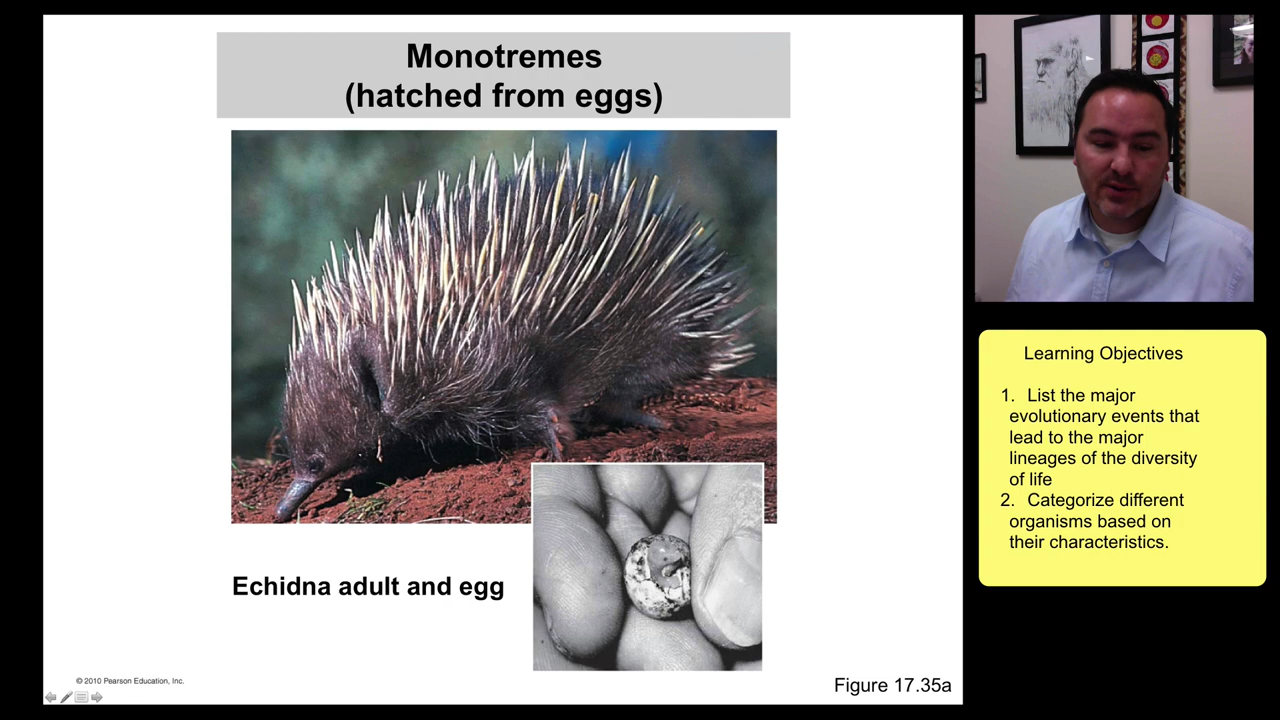 Monotremes
(hatched from eggs)
Echidna adult and egg
© 2010 Pearson Education, Inc.
Figure 17.35a
Learning Objectives
1. List the major
evolutionary events that
lead to the major
lineages of the diversity
of life
2. Categorize different
organisms based on
their characteristics.